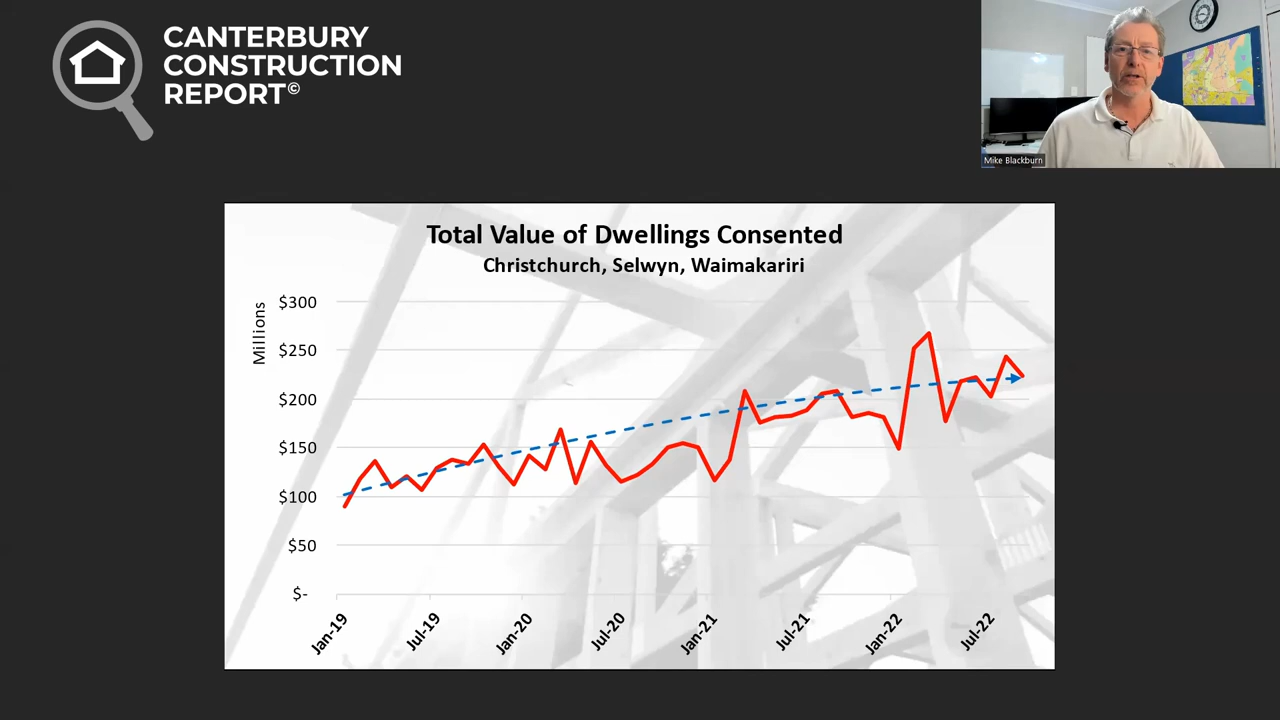 CANTERBURY
CONSTRUCTION
REPORT©
Mike Blackburn
Total Value of Dwellings Consented
Christchurch, Selwyn, Waimakariri
Millions
$300
$250
$200
$150
$100
$50
$-
Jan-19
Jul-19
Jan-20
Jul-20
Jan-21
Jul-21
Jan-22
Jul-22